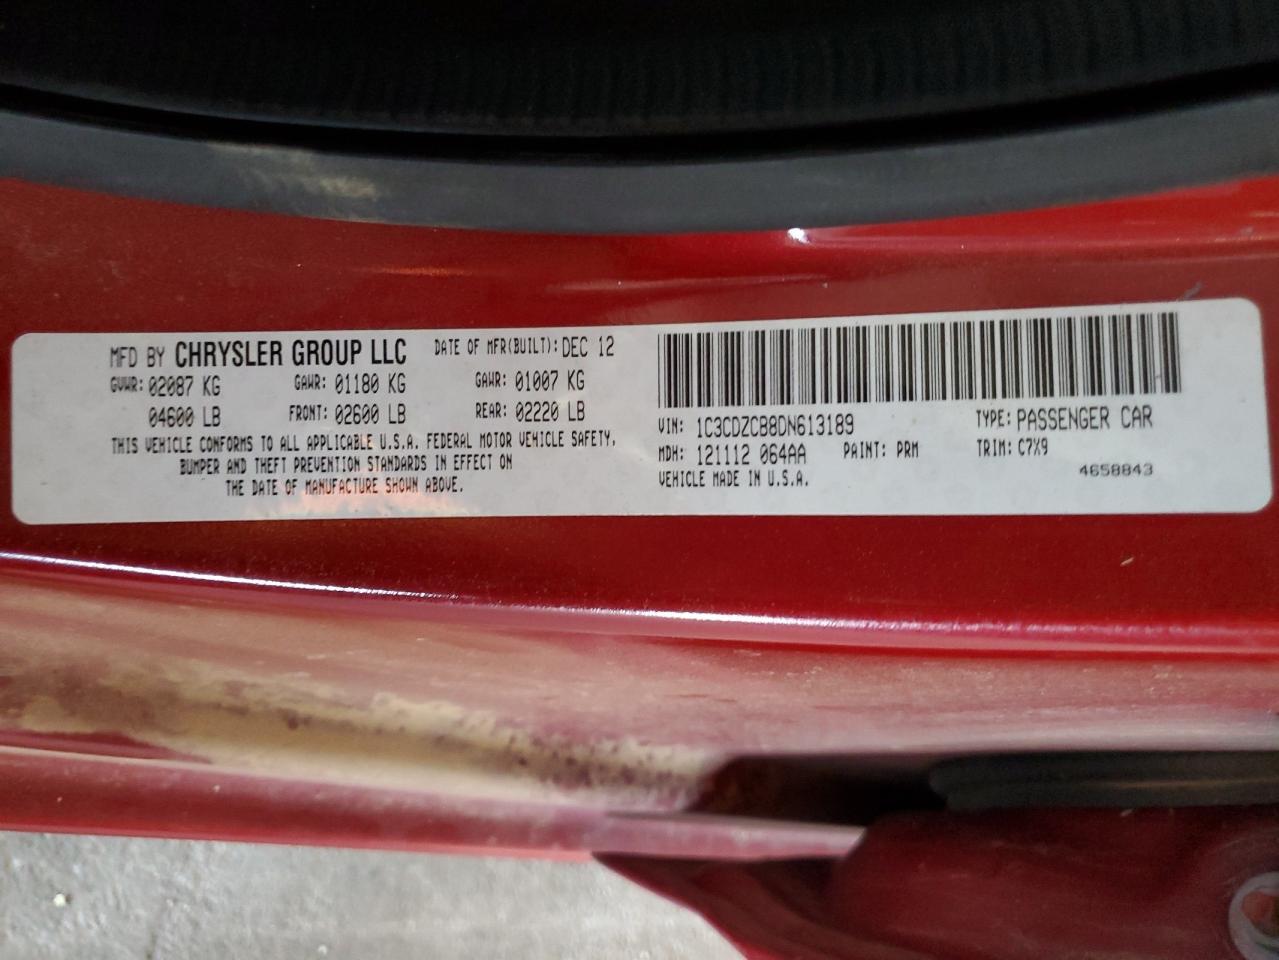 MFD BY CHRYSLER GROUP LLC DATE OF MFR(BUILT): DEC 12
GVWR: 02087 KG GAWR: 01180 KG GAWR: 01007 KG
04600 LB FRONT: 02600 LB REAR: 02220 LB
THIS VEHICLE CONFORMS TO ALL APPLICABLE U.S.A. FEDERAL MOTOR VEHICLE SAFETY,
BUMPER AND THEFT PREVENTION STANDARDS IN EFFECT ON
THE DATE OF MANUFACTURE SHOWN ABOVE.
VIN: 1C3CDZCB8DN613189 TYPE: PASSENGER CAR
MDH: 121112 064AA PAINT: PRM TRIM: C7X9
VEHICLE MADE IN U.S.A. 4658843